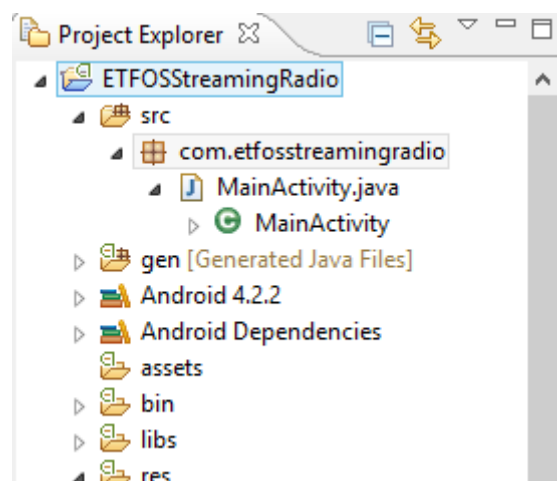 Project Explorer
ETFOSStreamingRadio
src
com.etfosstreamingradio
MainActivity.java
MainActivity
gen [Generated Java Files]
Android 4.2.2
Android Dependencies
assets
bin
libs
res